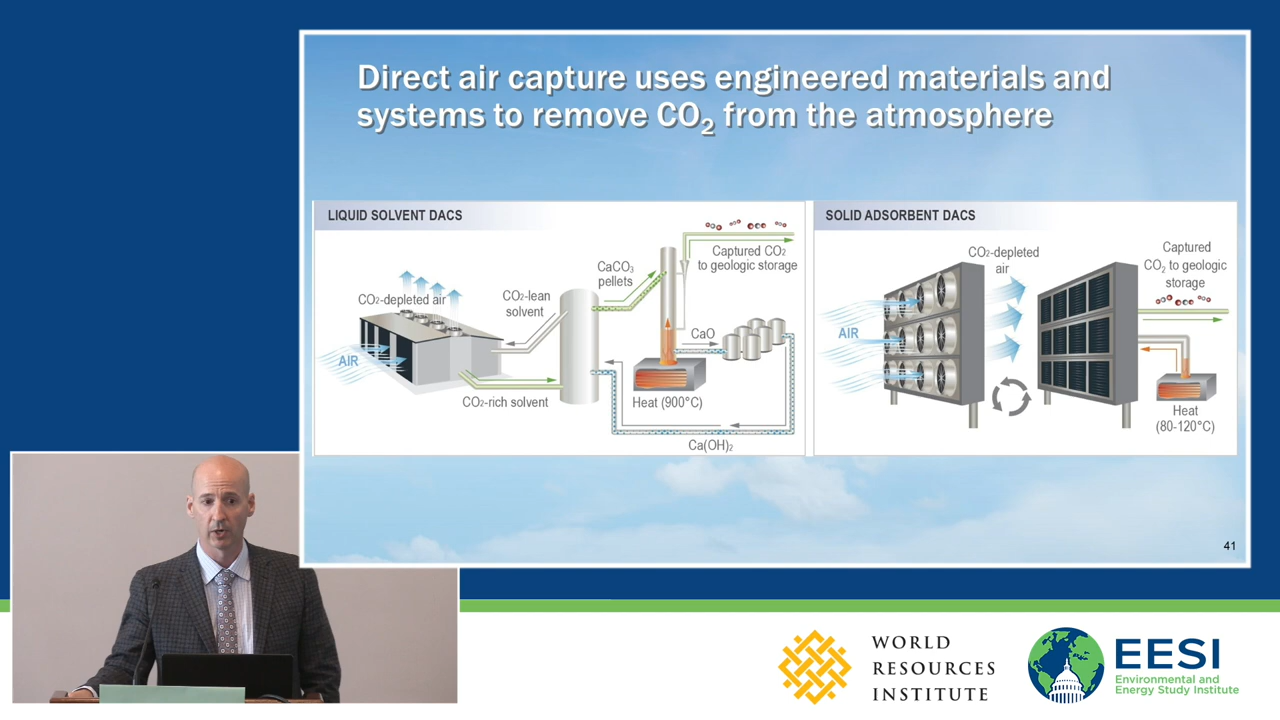 Direct air capture uses engineered materials and
systems to remove CO₂ from the atmosphere
LIQUID SOLVENT DACS
CO₂-depleted air
AIR
CO₂-rich solvent
CO₂-lean
solvent
CaCO₃
pellets
Captured CO₂
to geologic storage
CaO
Heat (900°C)
Ca(OH)₂
SOLID ADSORBENT DACS
AIR
CO₂-depleted
air
Captured
CO₂ to geologic
storage
Heat
(80-120°C)
41
WORLD
RESOURCES
INSTITUTE
EESI
Environmental and
Energy Study Institute